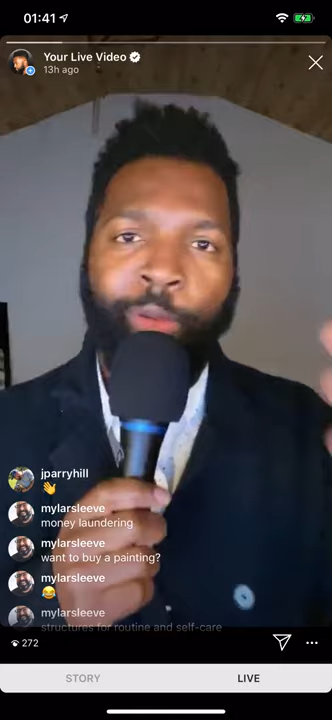 01:41
Your Live Video
13h ago
jparryhill
👋
mylarsleeve
money laundering
mylarsleeve
want to buy a painting?
mylarsleeve
😂
mylarsleeve
structures for routine and self-care
272
STORY
LIVE